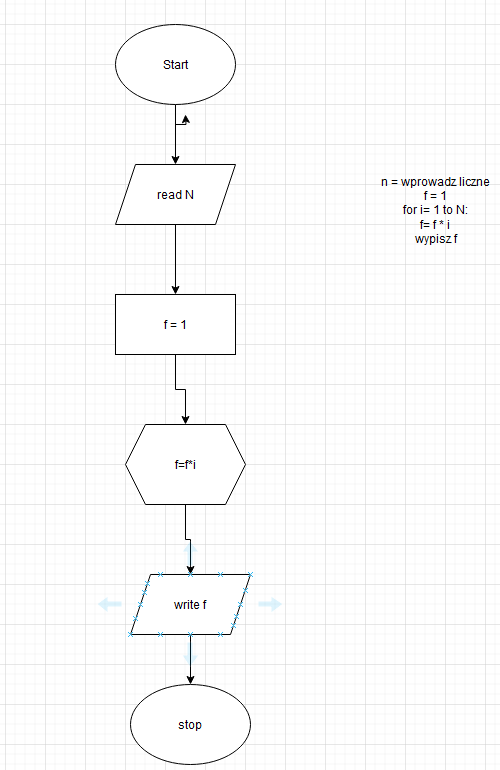 Start
read N
f = 1
f=f*i
write f
stop
n = wprowadz liczne
f = 1
for i= 1 to N:
f= f * i
wypisz f